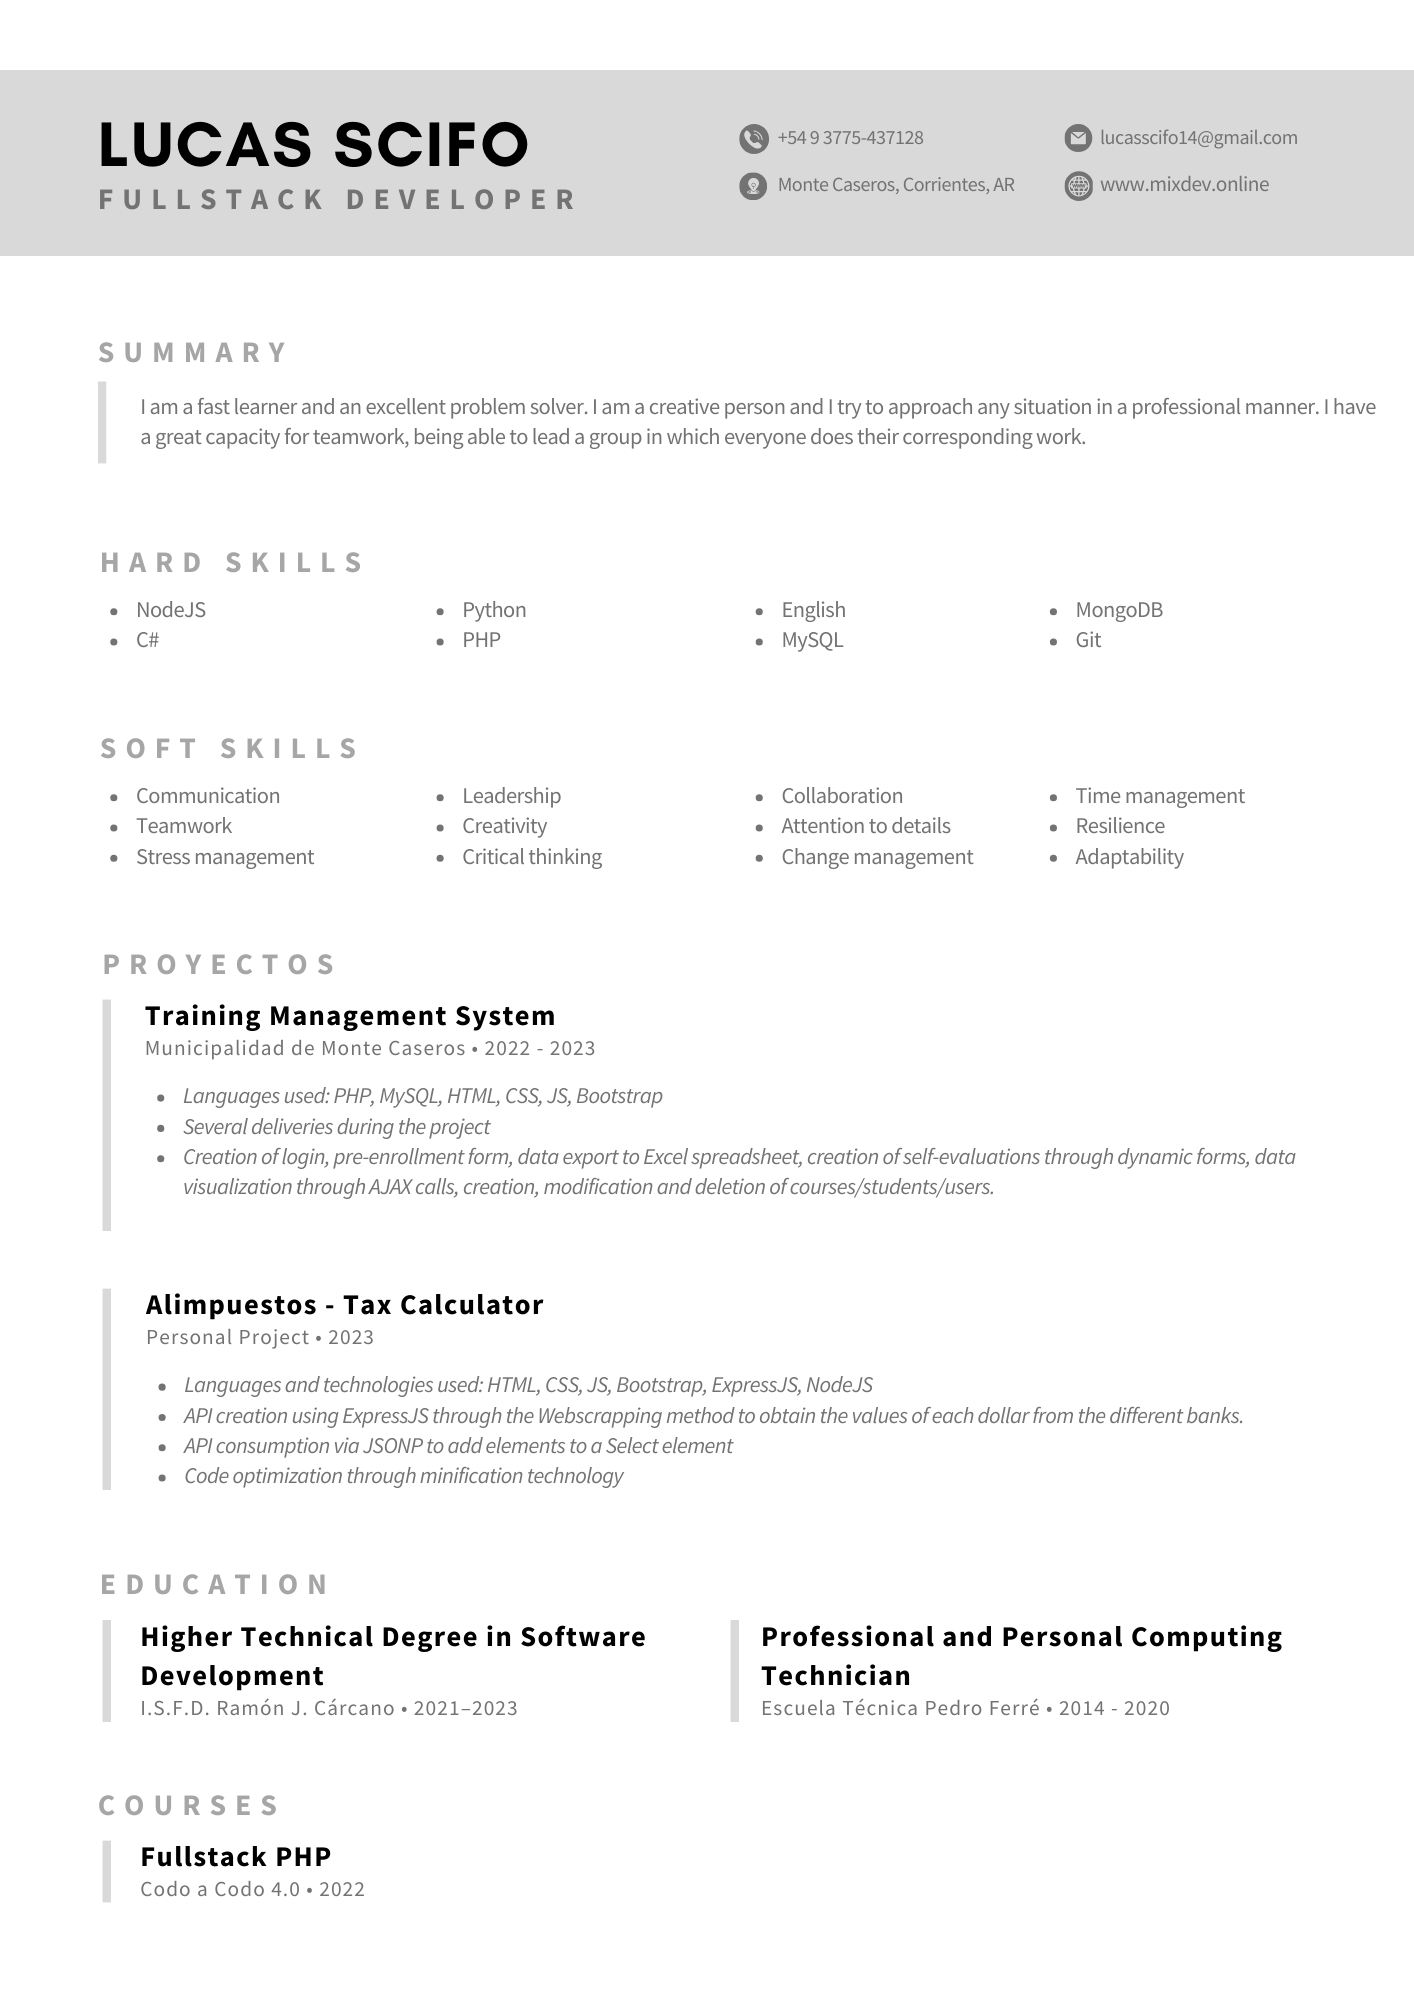 LUCAS SCIFO
FULLSTACK DEVELOPER
+54 9 3775-437128
lucasscifo14@gmail.com
Monte Caseros, Corrientes, AR
www.mixdev.online
SUMMARY
I am a fast learner and an excellent problem solver. I am a creative person and I try to approach any situation in a professional manner. I have
a great capacity for teamwork, being able to lead a group in which everyone does their corresponding work.
HARD SKILLS
• NodeJS
• C#
• Python
• PHP
• English
• MySQL
• MongoDB
• Git
SOFT SKILLS
• Communication
• Teamwork
• Stress management
• Leadership
• Creativity
• Critical thinking
• Collaboration
• Attention to details
• Change management
• Time management
• Resilience
• Adaptability
PROYECTOS
Training Management System
Municipalidad de Monte Caseros • 2022 - 2023
• Languages used: PHP, MySQL, HTML, CSS, JS, Bootstrap
• Several deliveries during the project
• Creation of login, pre-enrollment form, data export to Excel spreadsheet, creation of self-evaluations through dynamic forms, data
visualization through AJAX calls, creation, modification and deletion of courses/students/users.
Alimpuestos - Tax Calculator
Personal Project • 2023
• Languages and technologies used: HTML, CSS, JS, Bootstrap, ExpressJS, NodeJS
• API creation using ExpressJS through the Webscrapping method to obtain the values of each dollar from the different banks.
• API consumption via JSONP to add elements to a Select element
• Code optimization through minification technology
EDUCATION
Higher Technical Degree in Software
Development
I.S.F.D. Ramón J. Cárcano • 2021–2023
Professional and Personal Computing
Technician
Escuela Técnica Pedro Ferré • 2014 - 2020
COURSES
Fullstack PHP
Codo a Codo 4.0 • 2022